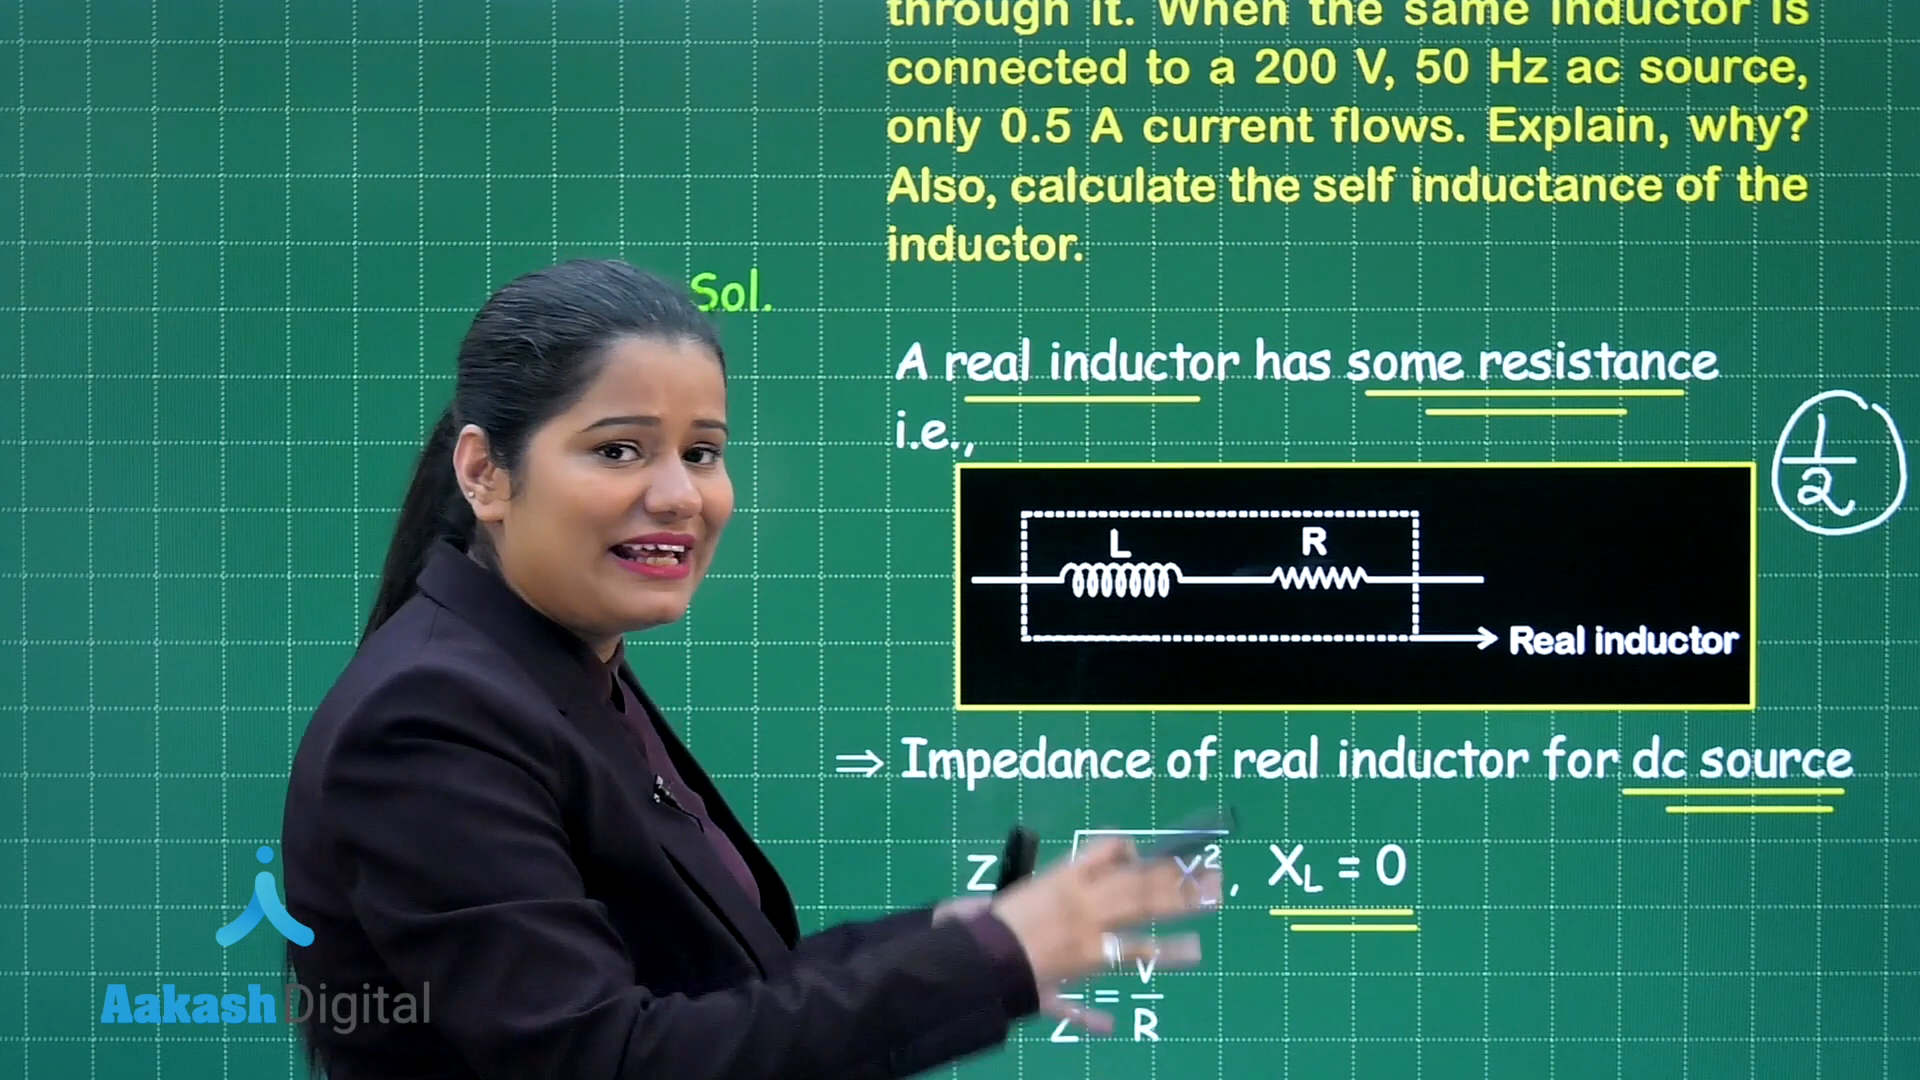 through it. When the same inductor is
connected to a 200 V, 50 Hz ac source,
only 0.5 A current flows. Explain, why?
Also, calculate the self inductance of the
inductor.
Sol.
A real inductor has some resistance
i.e.,
1/2
L R
Real inductor
⇒ Impedance of real inductor for dc source
Z X²L, XL = 0
= V/R
Aakash Digital